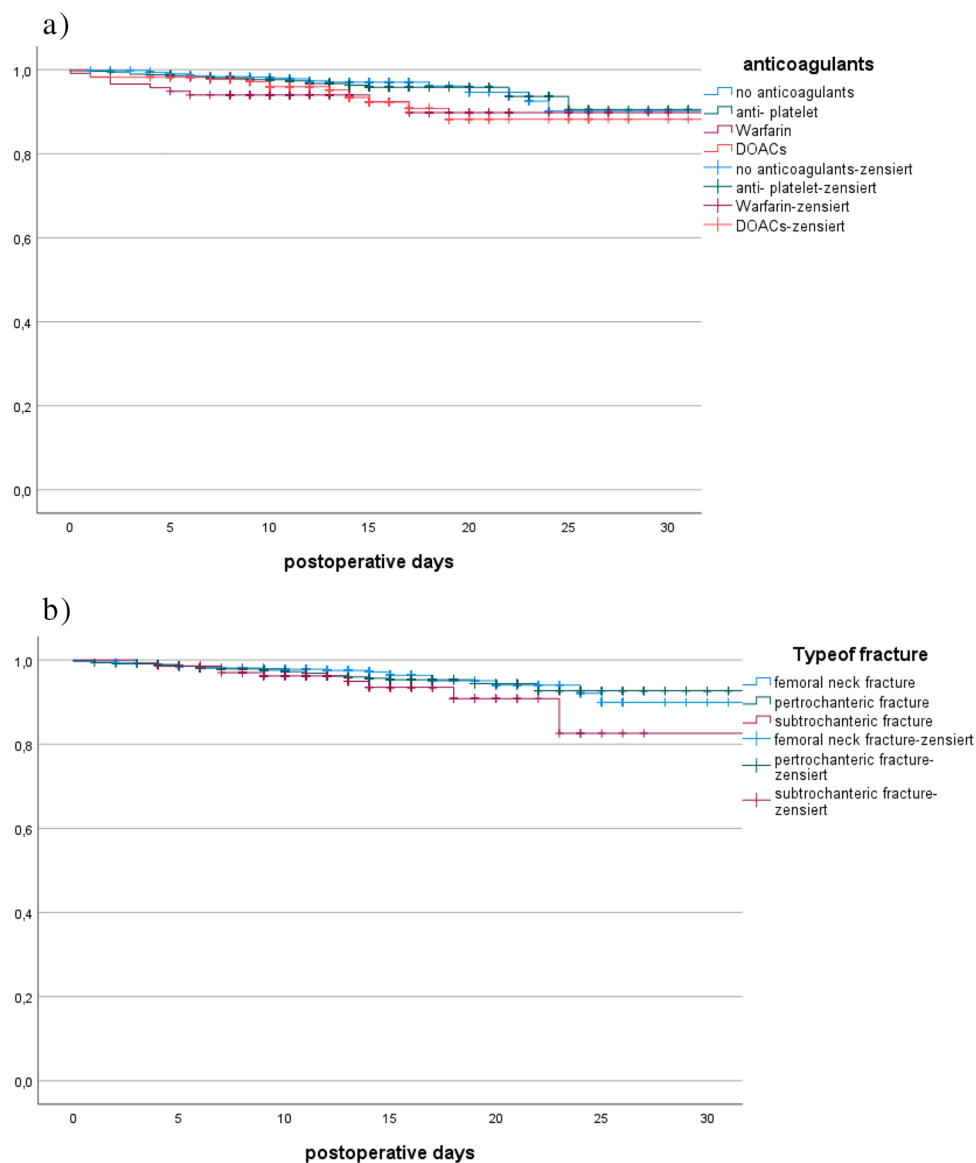 a)
1,0
0,8
0,6
0,4
0,2
0,0
0 5 10 15 20 25 30
postoperative days
anticoagulants
no anticoagulants
anti- platelet
Warfarin
DOACs
no anticoagulants-zensiert
anti- platelet-zensiert
Warfarin-zensiert
DOACs-zensiert
b)
1,0
0,8
0,6
0,4
0,2
0,0
0 5 10 15 20 25 30
postoperative days
Typeof fracture
femoral neck fracture
pertrochanteric fracture
subtrochanteric fracture
femoral neck fracture-zensiert
pertrochanteric fracture-
zensiert
subtrochanteric fracture-
zensiert